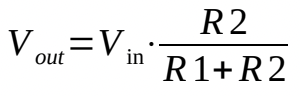 V_out = V_in · R2 / (R1 + R2)